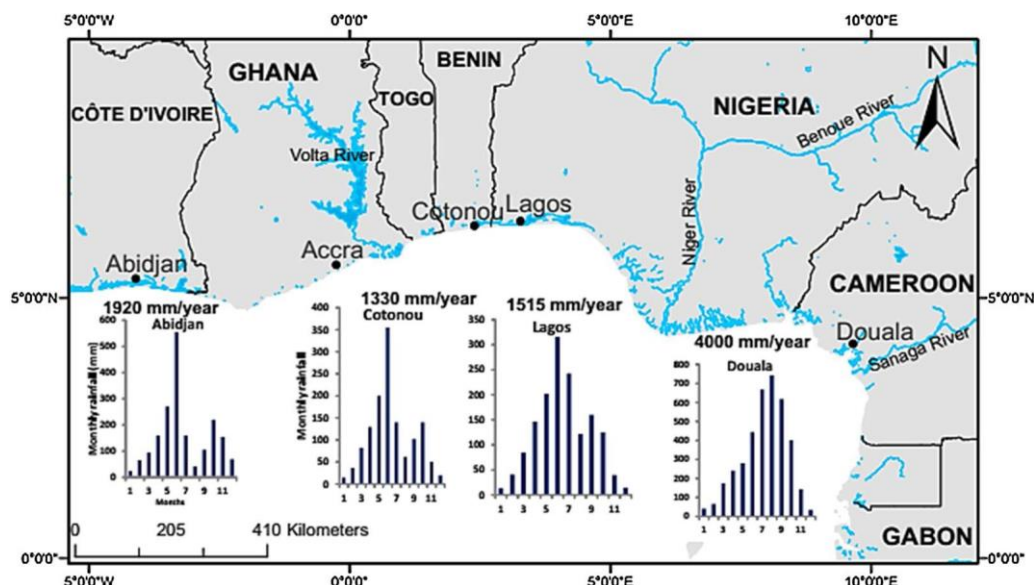 5°0'0"W 0°0'0" 5°0'0"E 10°0'0"E
N
GHANA
BENIN
TOGO
CÔTE D'IVOIRE
NIGERIA
Benoue River
Volta River
Niger River
Cotonou
Lagos
Accra
Abidjan
CAMEROON
Douala
Sanaga River
GABON
5°0'0"N
5°0'0"N
1920 mm/year
Abidjan
Monthly rainfall (mm)
600
500
400
300
200
100
0
1 3 5 7 9 11
Months
1330 mm/year
Cotonou
Monthly rainfall
400
350
300
250
200
150
100
50
0
1 3 5 7 9 11
1515 mm/year
Lagos
350
300
250
200
150
100
50
0
1 3 5 7 9 11
4000 mm/year
Douala
800
700
600
500
400
300
200
100
0
1 3 5 7 9 11
0 205 410 Kilometers
0°0'0"
0°0'0"
5°0'0"W 0°0'0" 5°0'0"E 10°0'0"E